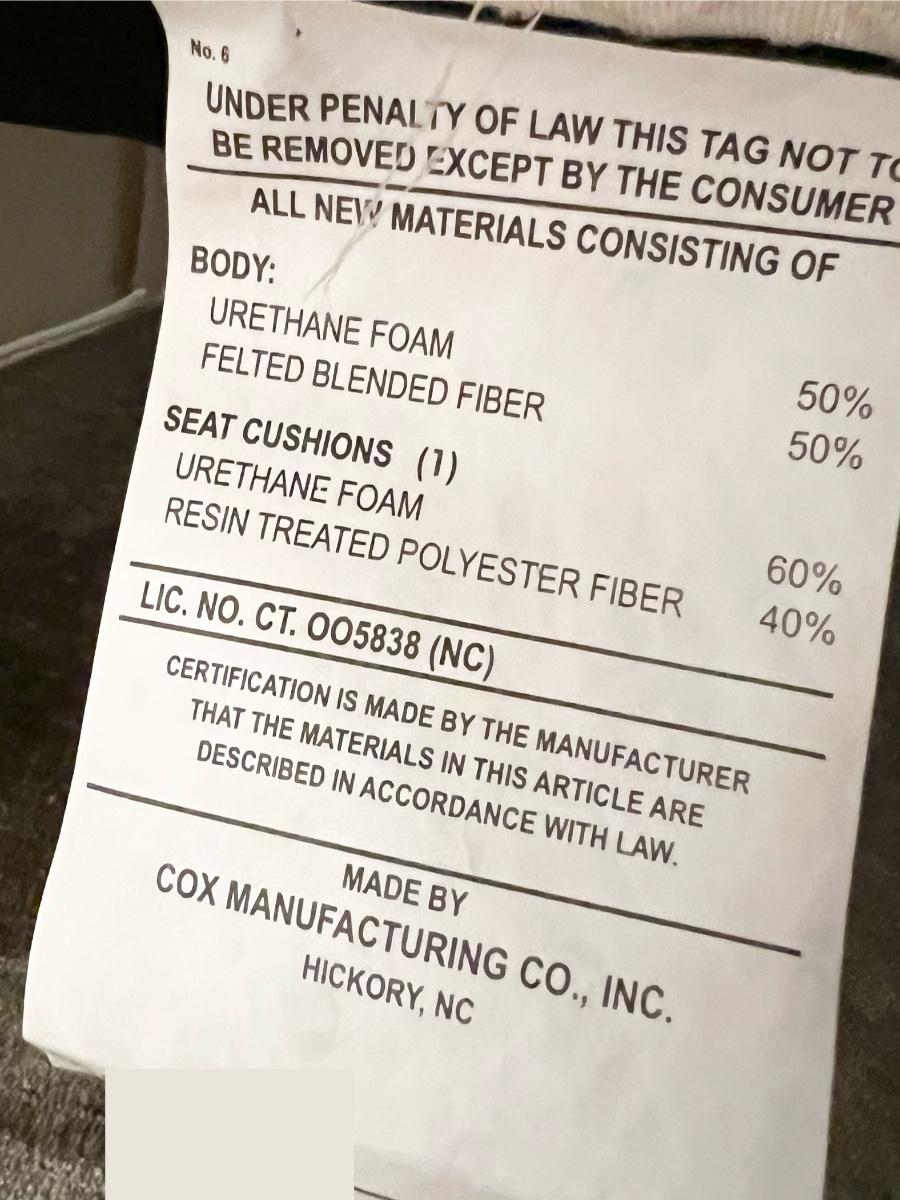 No. 6
UNDER PENALTY OF LAW THIS TAG NOT TO
BE REMOVED EXCEPT BY THE CONSUMER
ALL NEW MATERIALS CONSISTING OF
BODY:
URETHANE FOAM 50%
FELTED BLENDED FIBER 50%
SEAT CUSHIONS (1)
URETHANE FOAM 60%
RESIN TREATED POLYESTER FIBER 40%
LIC. NO. CT. OO5838 (NC)
CERTIFICATION IS MADE BY THE MANUFACTURER
THAT THE MATERIALS IN THIS ARTICLE ARE
DESCRIBED IN ACCORDANCE WITH LAW.
MADE BY
COX MANUFACTURING CO., INC.
HICKORY, NC